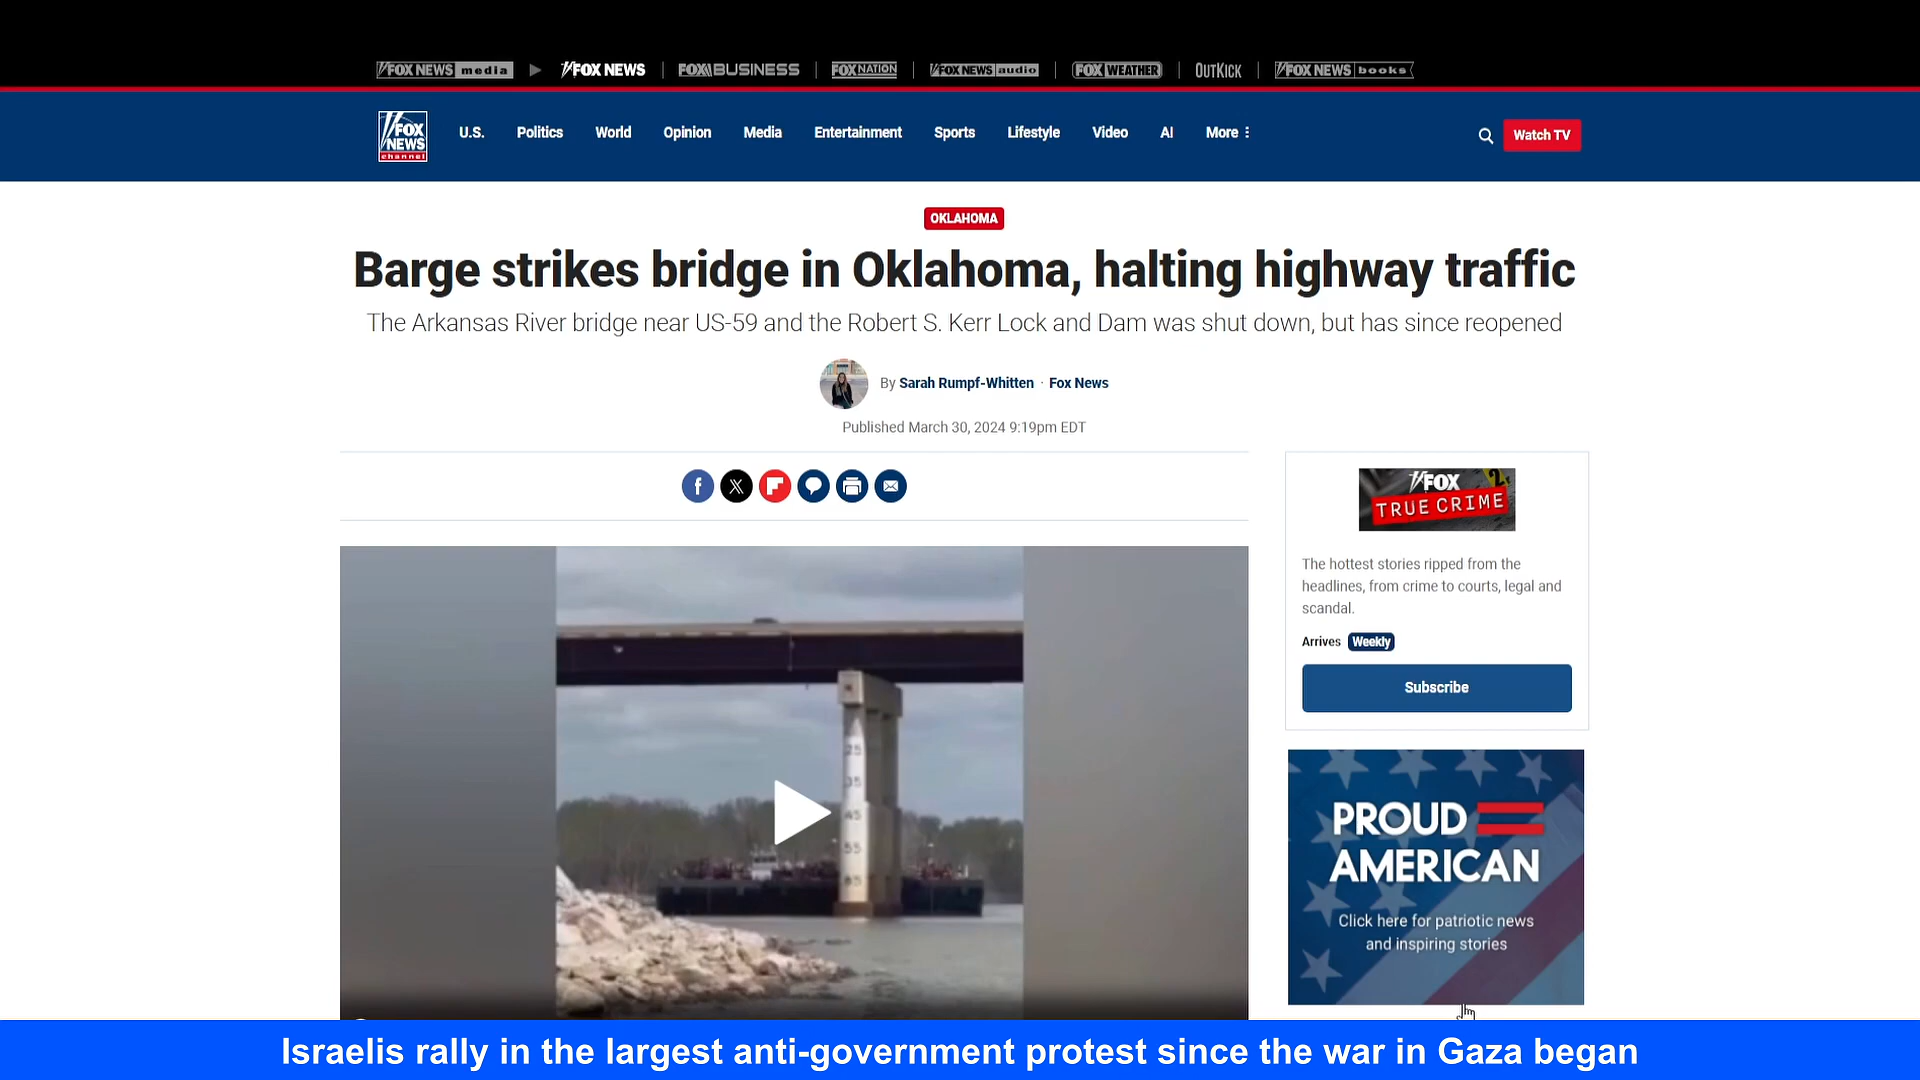 FOX NEWS media
FOX NEWS
FOX BUSINESS
FOX NATION
FOX NEWS audio
FOX WEATHER
OUTKICK
FOX NEWS books
FOX
NEWS
channel
U.S.
Politics
World
Opinion
Media
Entertainment
Sports
Lifestyle
Video
AI
More
Watch TV
OKLAHOMA
Barge strikes bridge in Oklahoma, halting highway traffic
The Arkansas River bridge near US-59 and the Robert S. Kerr Lock and Dam was shut down, but has since reopened
By Sarah Rumpf-Whitten · Fox News
Published March 30, 2024 9:19pm EDT
FOX
TRUE CRIME
2
The hottest stories ripped from the
headlines, from crime to courts, legal and
scandal.
Arrives Weekly
Subscribe
25
35
45
55
65
PROUD
AMERICAN
Click here for patriotic news
and inspiring stories
Israelis rally in the largest anti-government protest since the war in Gaza began